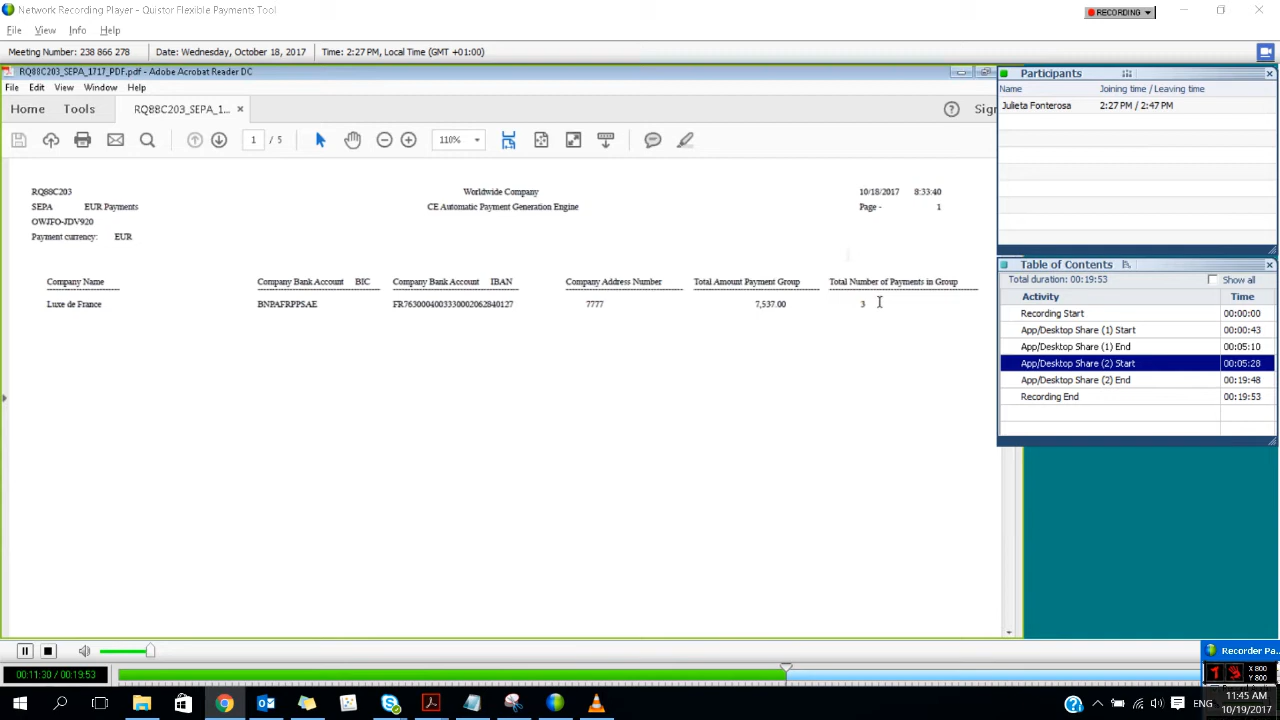 Network Recording Player - Quistor Flexible Payments Tool
RECORDING
File View Info Help
Meeting Number: 238 866 278 Date: Wednesday, October 18, 2017 Time: 2:27 PM, Local Time (GMT +01:00)
RQ88C203_SEPA_1717_PDF.pdf - Adobe Acrobat Reader DC
File Edit View Window Help
Home Tools RQ88C203_SEPA_1... Sign
1 / 5 110%
RQ88C203 Worldwide Company 10/18/2017 8:33:40
SEPA EUR Payments CE Automatic Payment Generation Engine Page - 1
OWJFO-JDV920
Payment currency: EUR
Company Name Company Bank Account BIC Company Bank Account IBAN Company Address Number Total Amount Payment Group Total Number of Payments in Group
Luxe de France BNPAFRPPSAE FR7630004003330002062840127 7777 7,537.00 3
Participants
Name Joining time / Leaving time
Julieta Fonterosa 2:27 PM / 2:47 PM
Table of Contents
Total duration: 00:19:53 Show all
Activity Time
Recording Start 00:00:00
App/Desktop Share (1) Start 00:00:43
App/Desktop Share (1) End 00:05:10
App/Desktop Share (2) Start 00:05:28
App/Desktop Share (2) End 00:19:48
Recording End 00:19:53
Recorder Pa...
00:11:30 / 00:19:53
X 800
X 800
ENG
11:45 AM
10/19/2017